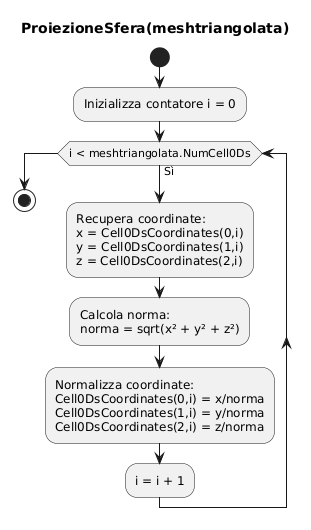 ProiezioneSfera(meshtriangolata)
Inizializza contatore i = 0
i < meshtriangolata.NumCell0Ds
Sì
Recupera coordinate:
x = Cell0DsCoordinates(0,i)
y = Cell0DsCoordinates(1,i)
z = Cell0DsCoordinates(2,i)
Calcola norma:
norma = sqrt(x² + y² + z²)
Normalizza coordinate:
Cell0DsCoordinates(0,i) = x/norma
Cell0DsCoordinates(1,i) = y/norma
Cell0DsCoordinates(2,i) = z/norma
i = i + 1